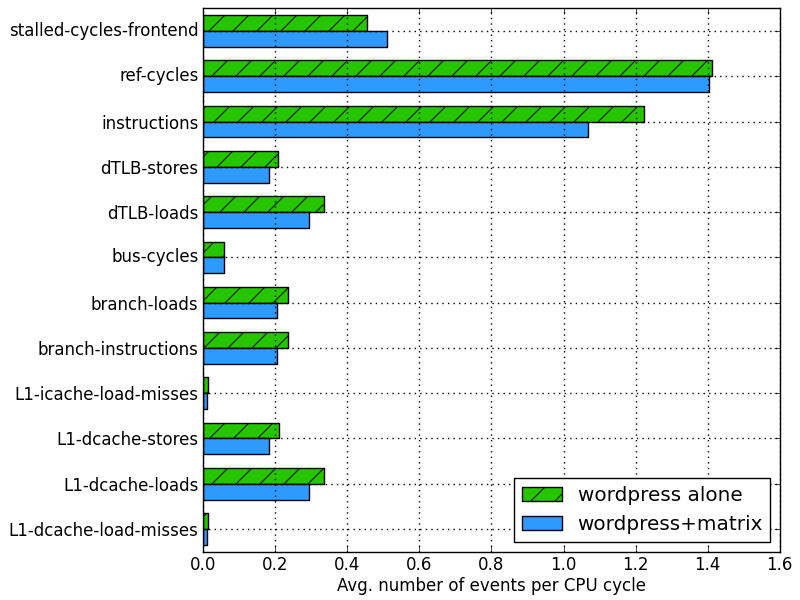 stalled-cycles-frontend
ref-cycles
instructions
dTLB-stores
dTLB-loads
bus-cycles
branch-loads
branch-instructions
L1-icache-load-misses
L1-dcache-stores
L1-dcache-loads
L1-dcache-load-misses
wordpress alone
wordpress+matrix
0.0 0.2 0.4 0.6 0.8 1.0 1.2 1.4 1.6
Avg. number of events per CPU cycle